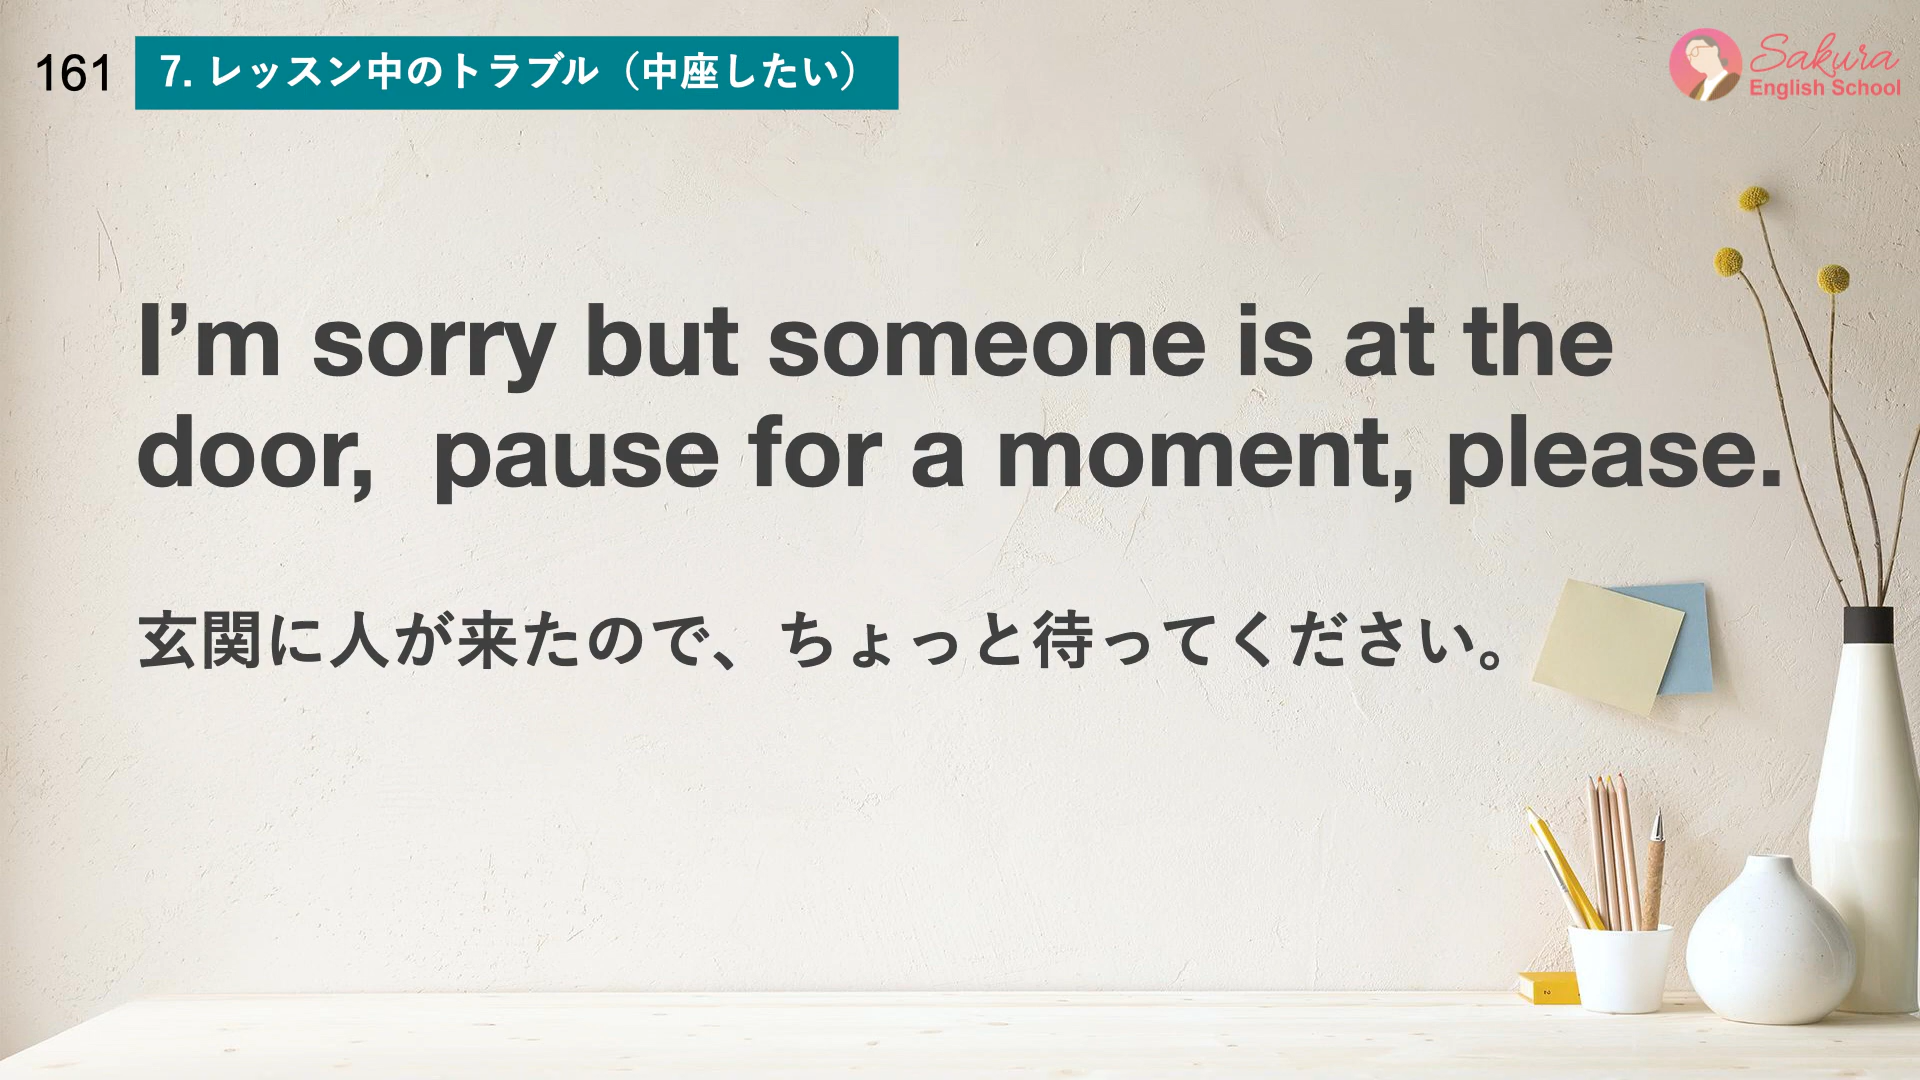 161
7. レッスン中のトラブル（中座したい）
Sakura
English School
I’m sorry but someone is at the
door,  pause for a moment, please.
玄関に人が来たので、ちょっと待ってください。